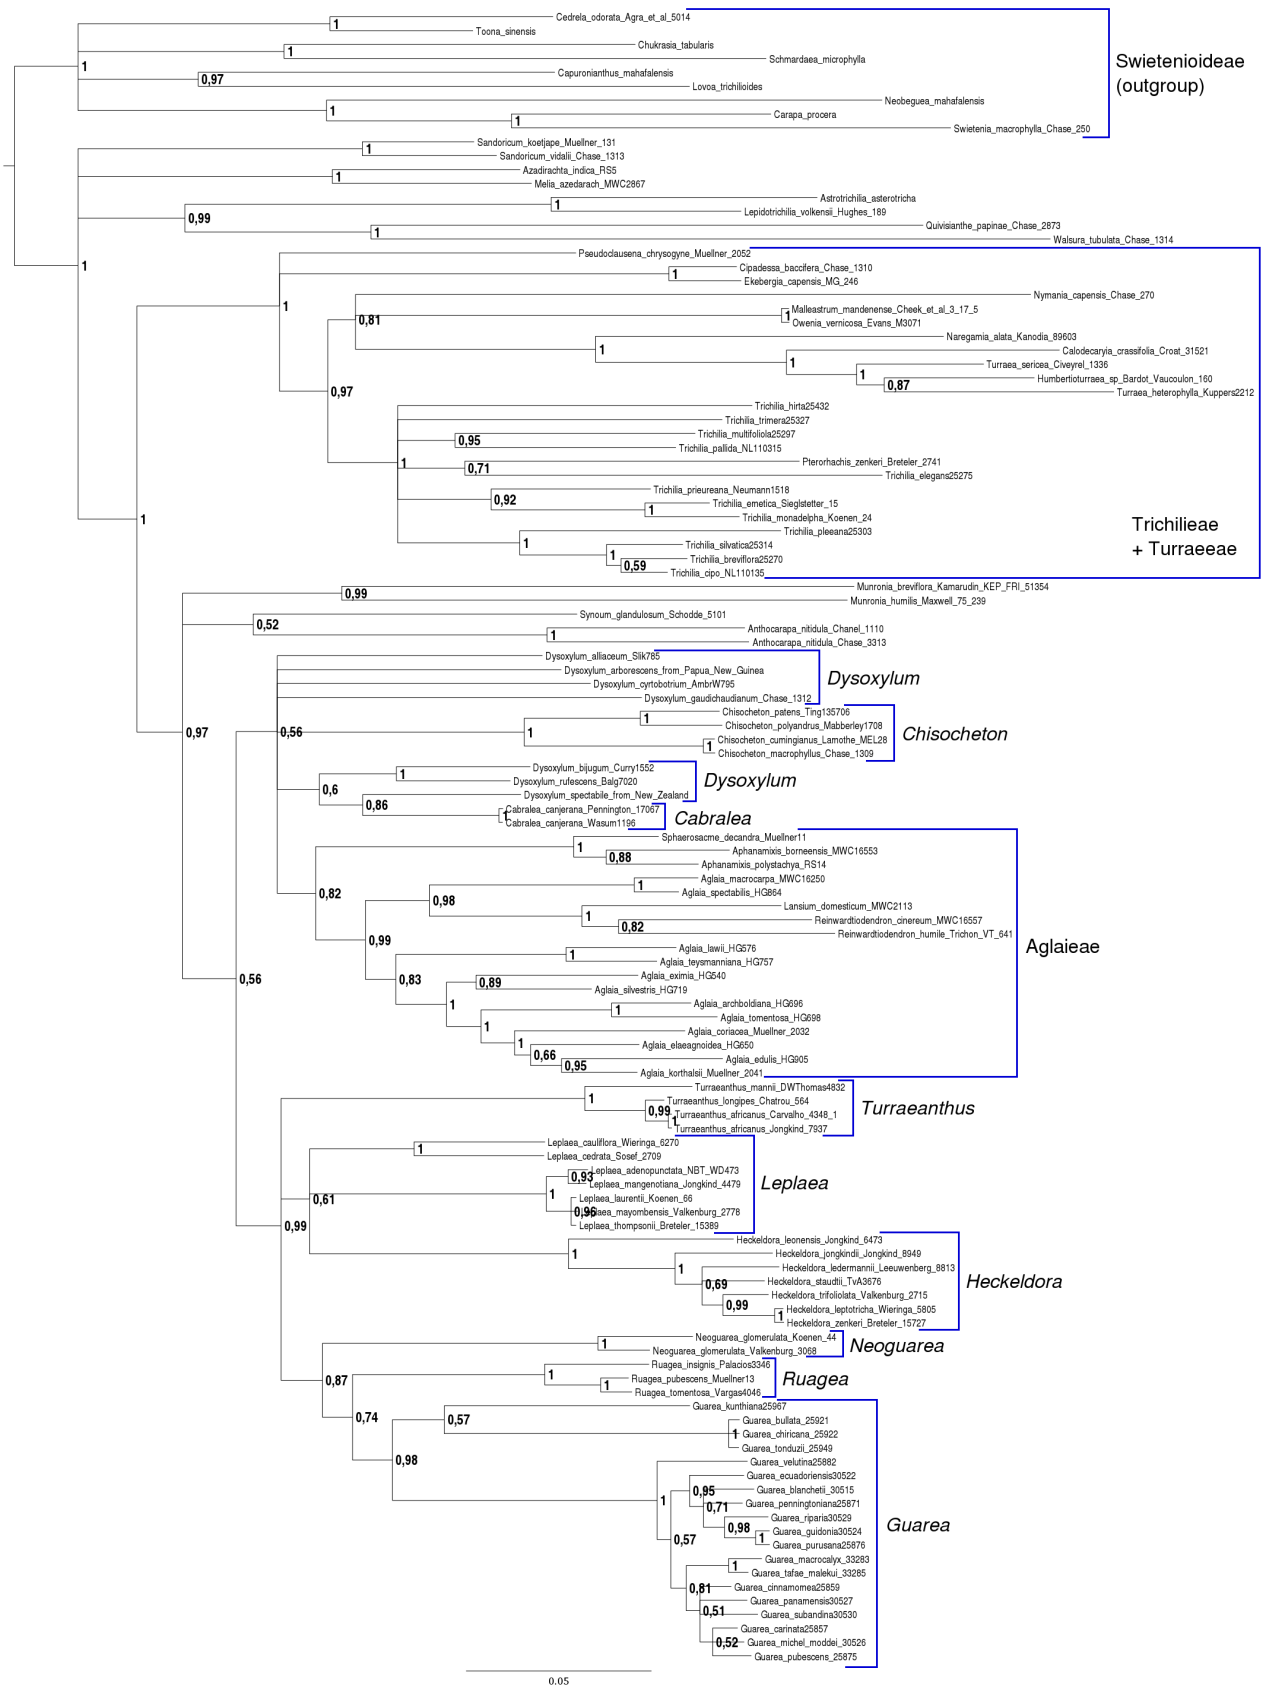 Cedrela_odorata_Agra_et_al_5014
1
Toona_sinensis
Chukrasia_tabularis
1
Schmardaea_microphylla
Swietenioideae
(outgroup)
1
Capuronianthus_mahafalensis
0,97
Lovoa_trichilioides
Neobeguea_mahafalensis
1
Carapa_procera
1
Swietenia_macrophylla_Chase_250
Sandoricum_koetjape_Muellner_131
1
Sandoricum_vidalii_Chase_1313
Azadirachta_indica_RS5
1
Melia_azedarach_MWC2867
Astrotrichilia_asterotricha
1
Lepidotrichilia_volkensii_Hughes_189
0,99
Quivisianthe_papinae_Chase_2873
1
Walsura_tubulata_Chase_1314
Pseudoclausena_chrysogyne_Muellner_2052
1
Cipadessa_baccifera_Chase_1310
1
Ekebergia_capensis_MG_246
Nymania_capensis_Chase_270
1
Malleastrum_mandenense_Cheek_et_al_3_17_5
1
0,81
Owenia_vernicosa_Evans_M3071
Naregamia_alata_Kanodia_89603
1
Calodecaryia_crassifolia_Croat_31521
1
Turraea_sericea_Civeyrel_1336
1
Humbertioturraea_sp_Bardot_Vaucoulon_160
0,87
0,97
Turraea_heterophylla_Kuppers2212
Trichilia_hirta25432
Trichilia_trimera25327
Trichilia_multifoliola25297
0,95
Trichilia_pallida_NL110315
1
Pterorhachis_zenkeri_Breteler_2741
0,71
Trichilia_elegans25275
Trichilia_prieureana_Neumann1518
0,92
Trichilia_emetica_Sieglstetter_15
1
Trichilia_monadelpha_Koenen_24
1
Trichilieae
+ Turraeeae
Trichilia_pleeana25303
1
Trichilia_silvatica25314
1
Trichilia_breviflora25270
0,59
Trichilia_cipo_NL110135
Munronia_breviflora_Kamarudin_KEP_FRI_51354
0,99
Munronia_humilis_Maxwell_75_239
Synoum_glandulosum_Schodde_5101
0,52
Anthocarapa_nitidula_Chanel_1110
1
Anthocarapa_nitidula_Chase_3313
Dysoxylum_alliaceum_Slik785
Dysoxylum_arborescens_from_Papua_New_Guinea
Dysoxylum
Dysoxylum_cyrtobotrium_AmbrW795
Dysoxylum_gaudichaudianum_Chase_1312
Chisocheton_patens_Ting135706
1
Chisocheton_polyandrus_Mabberley1708
0,97
0,56
1
Chisocheton
Chisocheton_cumingianus_Lamothe_MEL28
1
Chisocheton_macrophyllus_Chase_1309
Dysoxylum_bijugum_Curry1552
1
Dysoxylum_rufescens_Balg7020
Dysoxylum
0,6
Dysoxylum_spectabile_from_New_Zealand
0,86
Cabralea_canjerana_Pennington_17067
1
Cabralea
Cabralea_canjerana_Wasum1196
Sphaerosacme_decandra_Muellner11
1
Aphanamixis_borneensis_MWC16553
0,88
Aphanamixis_polystachya_RS14
Aglaia_macrocarpa_MWC16250
1
0,82
Aglaia_spectabilis_HG864
0,98
Lansium_domesticum_MWC2113
1
Reinwardtiodendron_cinereum_MWC16557
0,82
Reinwardtiodendron_humile_Trichon_VT_641
0,99
Aglaieae
Aglaia_lawii_HG576
1
Aglaia_teysmanniana_HG757
Aglaia_eximia_HG540
0,83
0,89
0,56
Aglaia_silvestris_HG719
1
Aglaia_archboldiana_HG696
1
Aglaia_tomentosa_HG698
1
Aglaia_coriacea_Muellner_2032
1
Aglaia_elaeagnoidea_HG650
0,66
Aglaia_edulis_HG905
0,95
Aglaia_korthalsii_Muellner_2041
Turraeanthus_mannii_DWThomas4832
1
Turraeanthus_longipes_Chatrou_564
Turraeanthus
0,99
Turraeanthus_africanus_Carvalho_4348_1
1
Turraeanthus_africanus_Jongkind_7937
Leplaea_cauliflora_Wieringa_6270
1
Leplaea_cedrata_Sosef_2709
Leplaea_adenopunctata_NBT_WD473
0,93
Leplaea
Leplaea_mangenotiana_Jongkind_4479
1
0,61
Leplaea_laurentii_Koenen_66
0,96
Leplaea_mayombensis_Valkenburg_2778
Leplaea_thompsonii_Breteler_15389
0,99
Heckeldora_leonensis_Jongkind_6473
1
Heckeldora_jongkindii_Jongkind_8949
1
Heckeldora_ledermannii_Leeuwenberg_8813
Heckeldora
0,69
Heckeldora_staudtii_TvA3676
Heckeldora_trifoliolata_Valkenburg_2715
0,99
Heckeldora_leptotricha_Wieringa_5805
1
Heckeldora_zenkeri_Breteler_15727
Neoguarea_glomerulata_Koenen_44
1
Neoguarea
Neoguarea_glomerulata_Valkenburg_3068
Ruagea_insignis_Palacios3346
0,87
1
Ruagea_pubescens_Muellner13
Ruagea
1
Ruagea_tomentosa_Vargas4046
Guarea_kunthiana25967
0,74
0,57
Guarea_bullata_25921
1
Guarea_chiricana_25922
Guarea_tonduzii_25949
0,98
Guarea_velutina25882
Guarea_ecuadoriensis30522
0,95
Guarea_blanchetii_30515
1
0,71
Guarea_penningtoniana25871
Guarea_riparia30529
0,98
Guarea
Guarea_guidonia30524
1
0,57
Guarea_purusana25876
Guarea_macrocalyx_33283
1
Guarea_tafae_malekui_33285
0,81
Guarea_cinnamomea25859
Guarea_panamensis30527
0,51
Guarea_subandina30530
Guarea_carinata25857
0,52
Guarea_michel_moddei_30526
Guarea_pubescens_25875
0.05